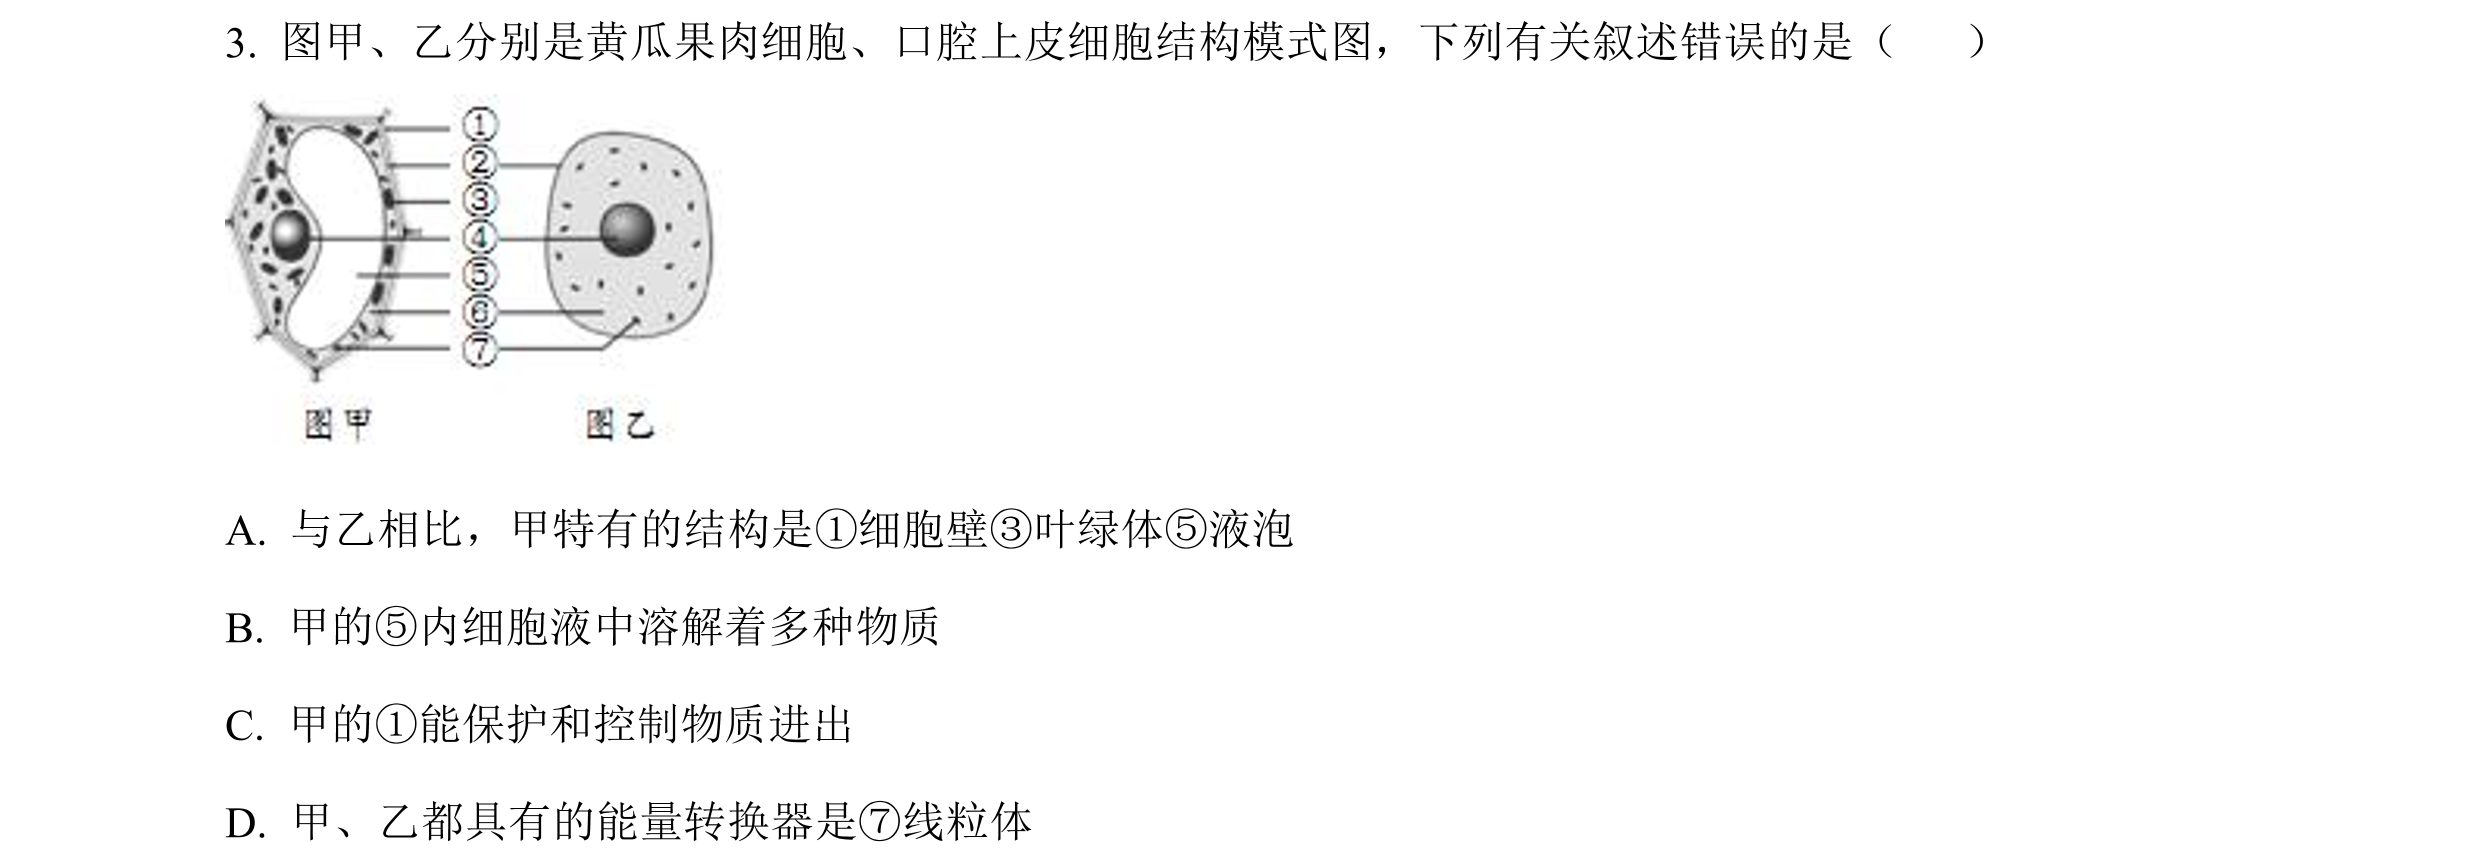 3. 图甲、乙分别是黄瓜果肉细胞、口腔上皮细胞结构模式图，下列有关叙述错误的是（　　）
①
②
③
④
⑤
⑥
⑦
图甲 图乙
A. 与乙相比，甲特有的结构是①细胞壁③叶绿体⑤液泡
B. 甲的⑤内细胞液中溶解着多种物质
C. 甲的①能保护和控制物质进出
D. 甲、乙都具有的能量转换器是⑦线粒体